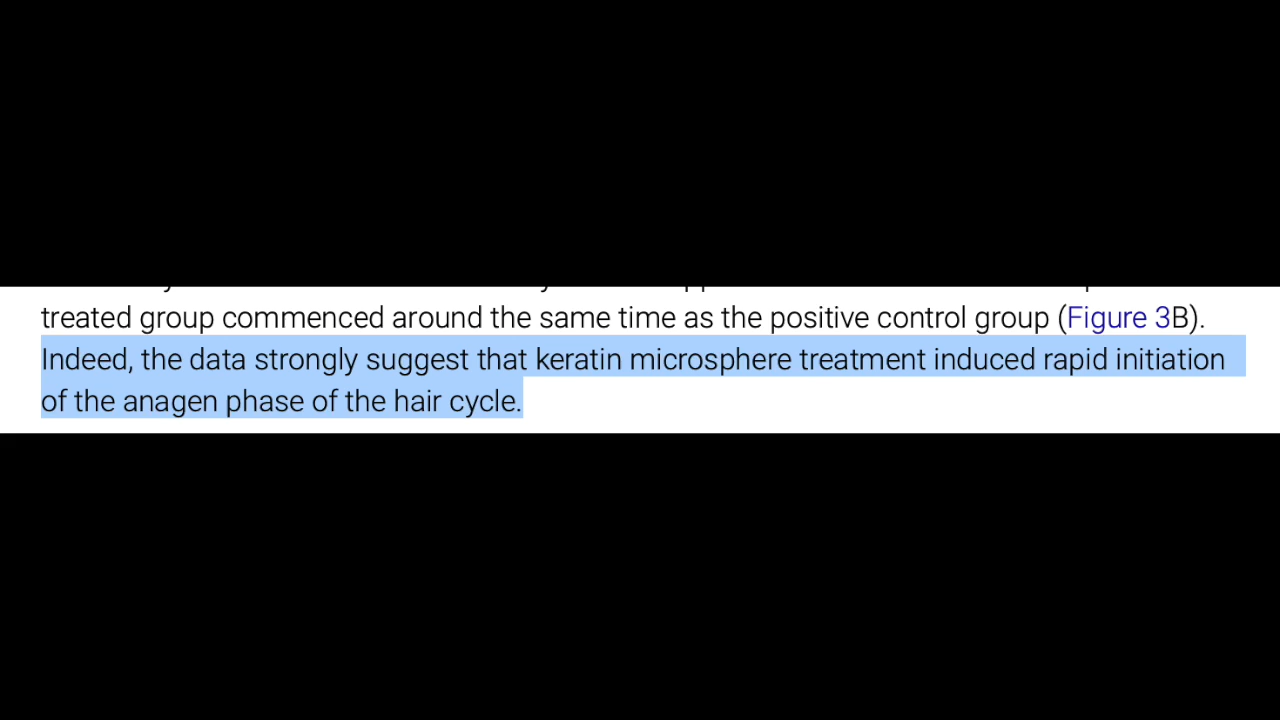 treated group commenced around the same time as the positive control group (Figure 3B).
Indeed, the data strongly suggest that keratin microsphere treatment induced rapid initiation
of the anagen phase of the hair cycle.